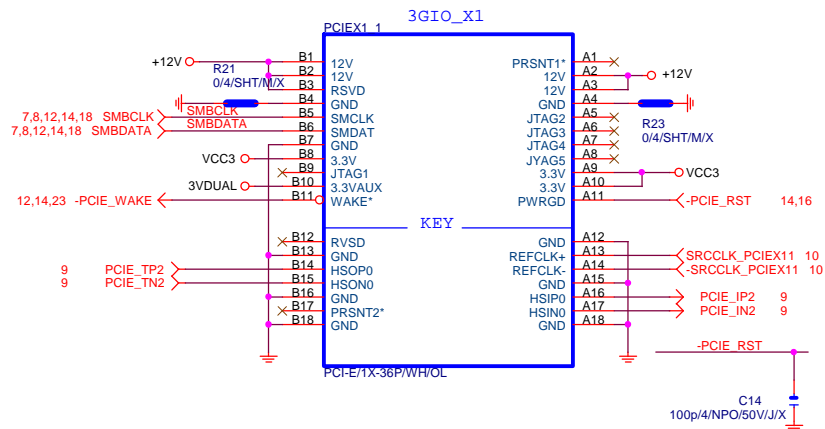 3GIO_X1
PCIEX1_1
+12V B1 12V PRSNT1* A1
R21 B2 12V 12V A2 +12V
0/4/SHT/M/X B3 RSVD 12V A3
B4 GND GND A4
7,8,12,14,18 SMBCLK SMBCLK B5 SMCLK JTAG2 A5 R23
7,8,12,14,18 SMBDATA SMBDATA B6 SMDAT JTAG3 A6 0/4/SHT/M/X
B7 GND JTAG4 A7
VCC3 B8 3.3V JYAG5 A8
B9 JTAG1 3.3V A9 VCC3
3VDUAL B10 3.3VAUX 3.3V A10
12,14,23 -PCIE_WAKE B11 WAKE* PWRGD A11 -PCIE_RST 14,16
KEY
B12 RVSD GND A12
B13 GND REFCLK+ A13 SRCCLK_PCIEX11 10
9 PCIE_TP2 B14 HSOP0 REFCLK- A14 -SRCCLK_PCIEX11 10
9 PCIE_TN2 B15 HSON0 GND A15
B16 GND HSIP0 A16 PCIE_IP2 9
B17 PRSNT2* HSIN0 A17 PCIE_IN2 9
B18 GND GND A18
-PCIE_RST
PCI-E/1X-36P/WH/OL
C14
100p/4/NPO/50V/J/X